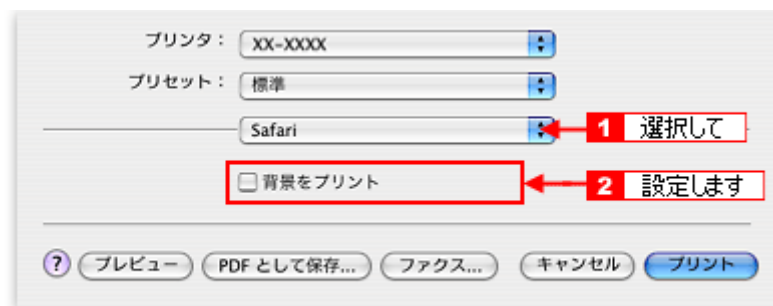 プリンタ： XX-XXXX
プリセット： 標準
Safari 1 選択して
背景をプリント 2 設定します
? プレビュー PDF として保存... ファクス... キャンセル プリント